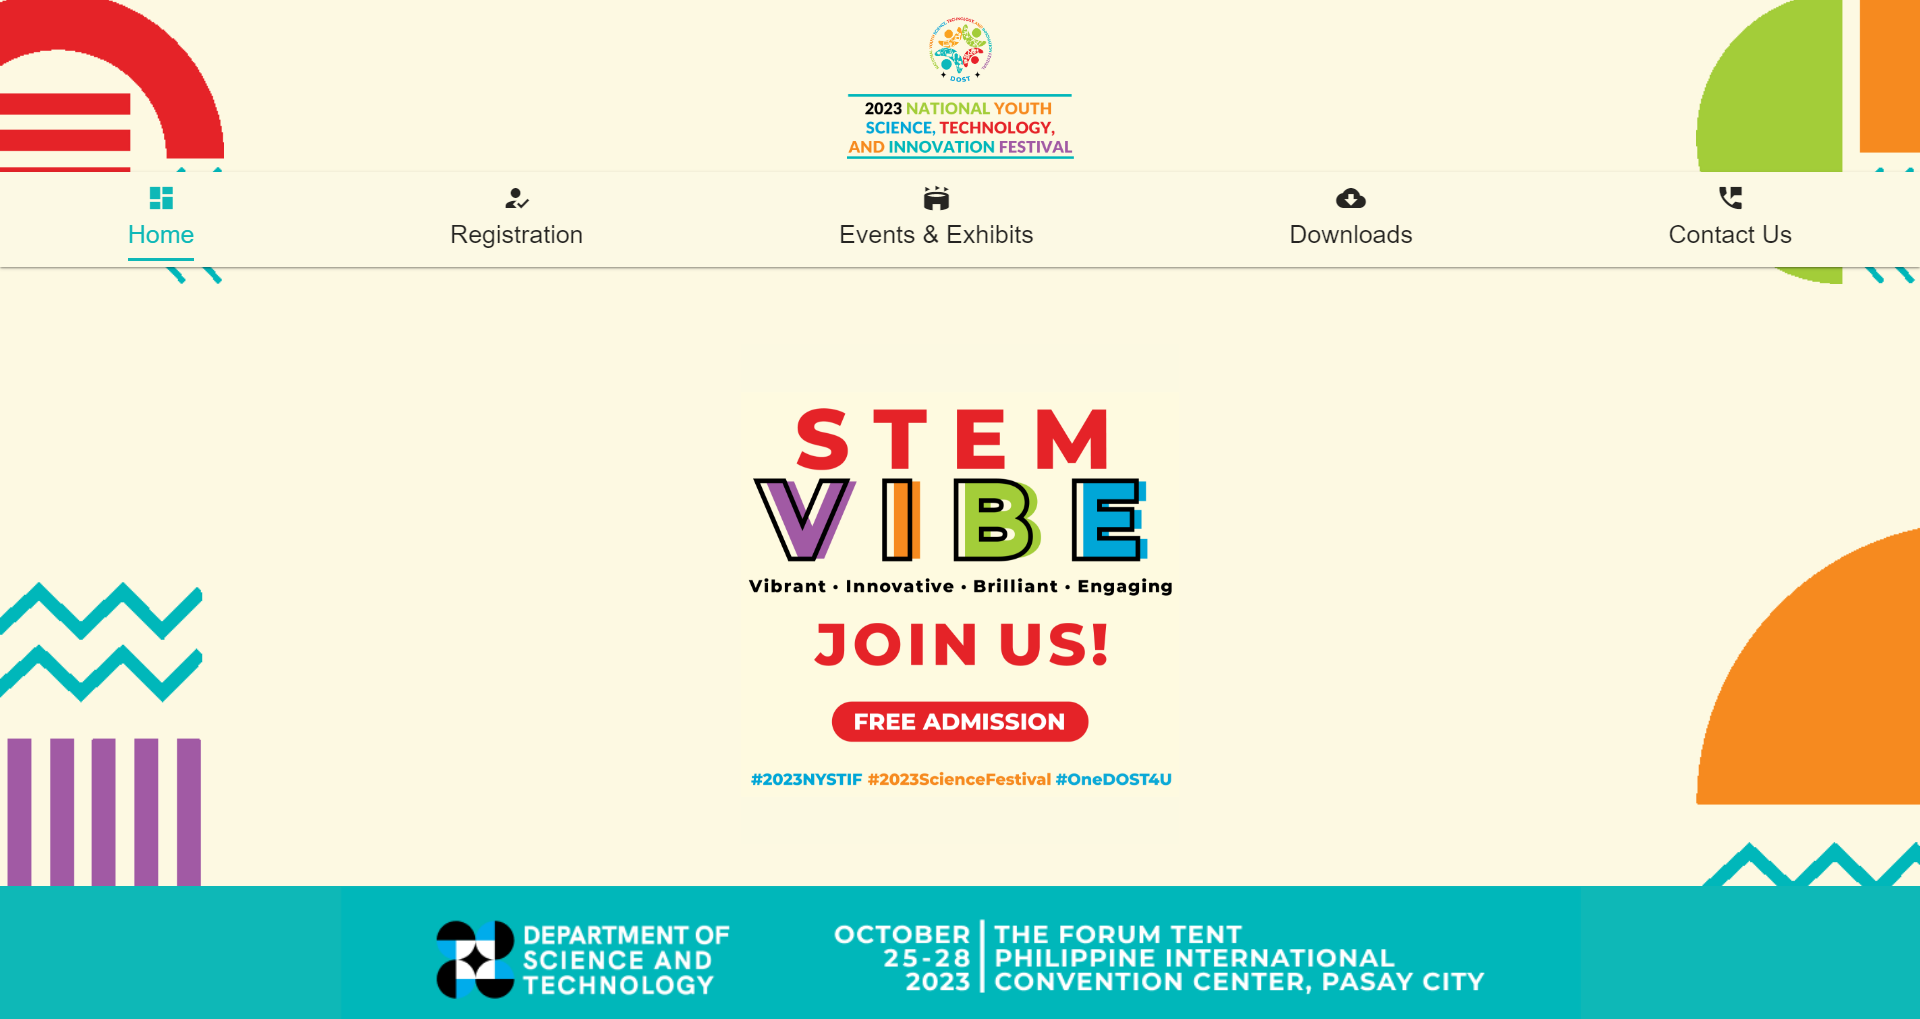 DOST
2023 NATIONAL YOUTH
SCIENCE, TECHNOLOGY,
AND INNOVATION FESTIVAL
Home
Registration
Events & Exhibits
Downloads
Contact Us
STEM
VIBE
Vibrant • Innovative • Brilliant • Engaging
JOIN US!
FREE ADMISSION
#2023NYSTIF #2023ScienceFestival #OneDOST4U
DEPARTMENT OF
SCIENCE AND
TECHNOLOGY
OCTOBER
25-28
2023
THE FORUM TENT
PHILIPPINE INTERNATIONAL
CONVENTION CENTER, PASAY CITY